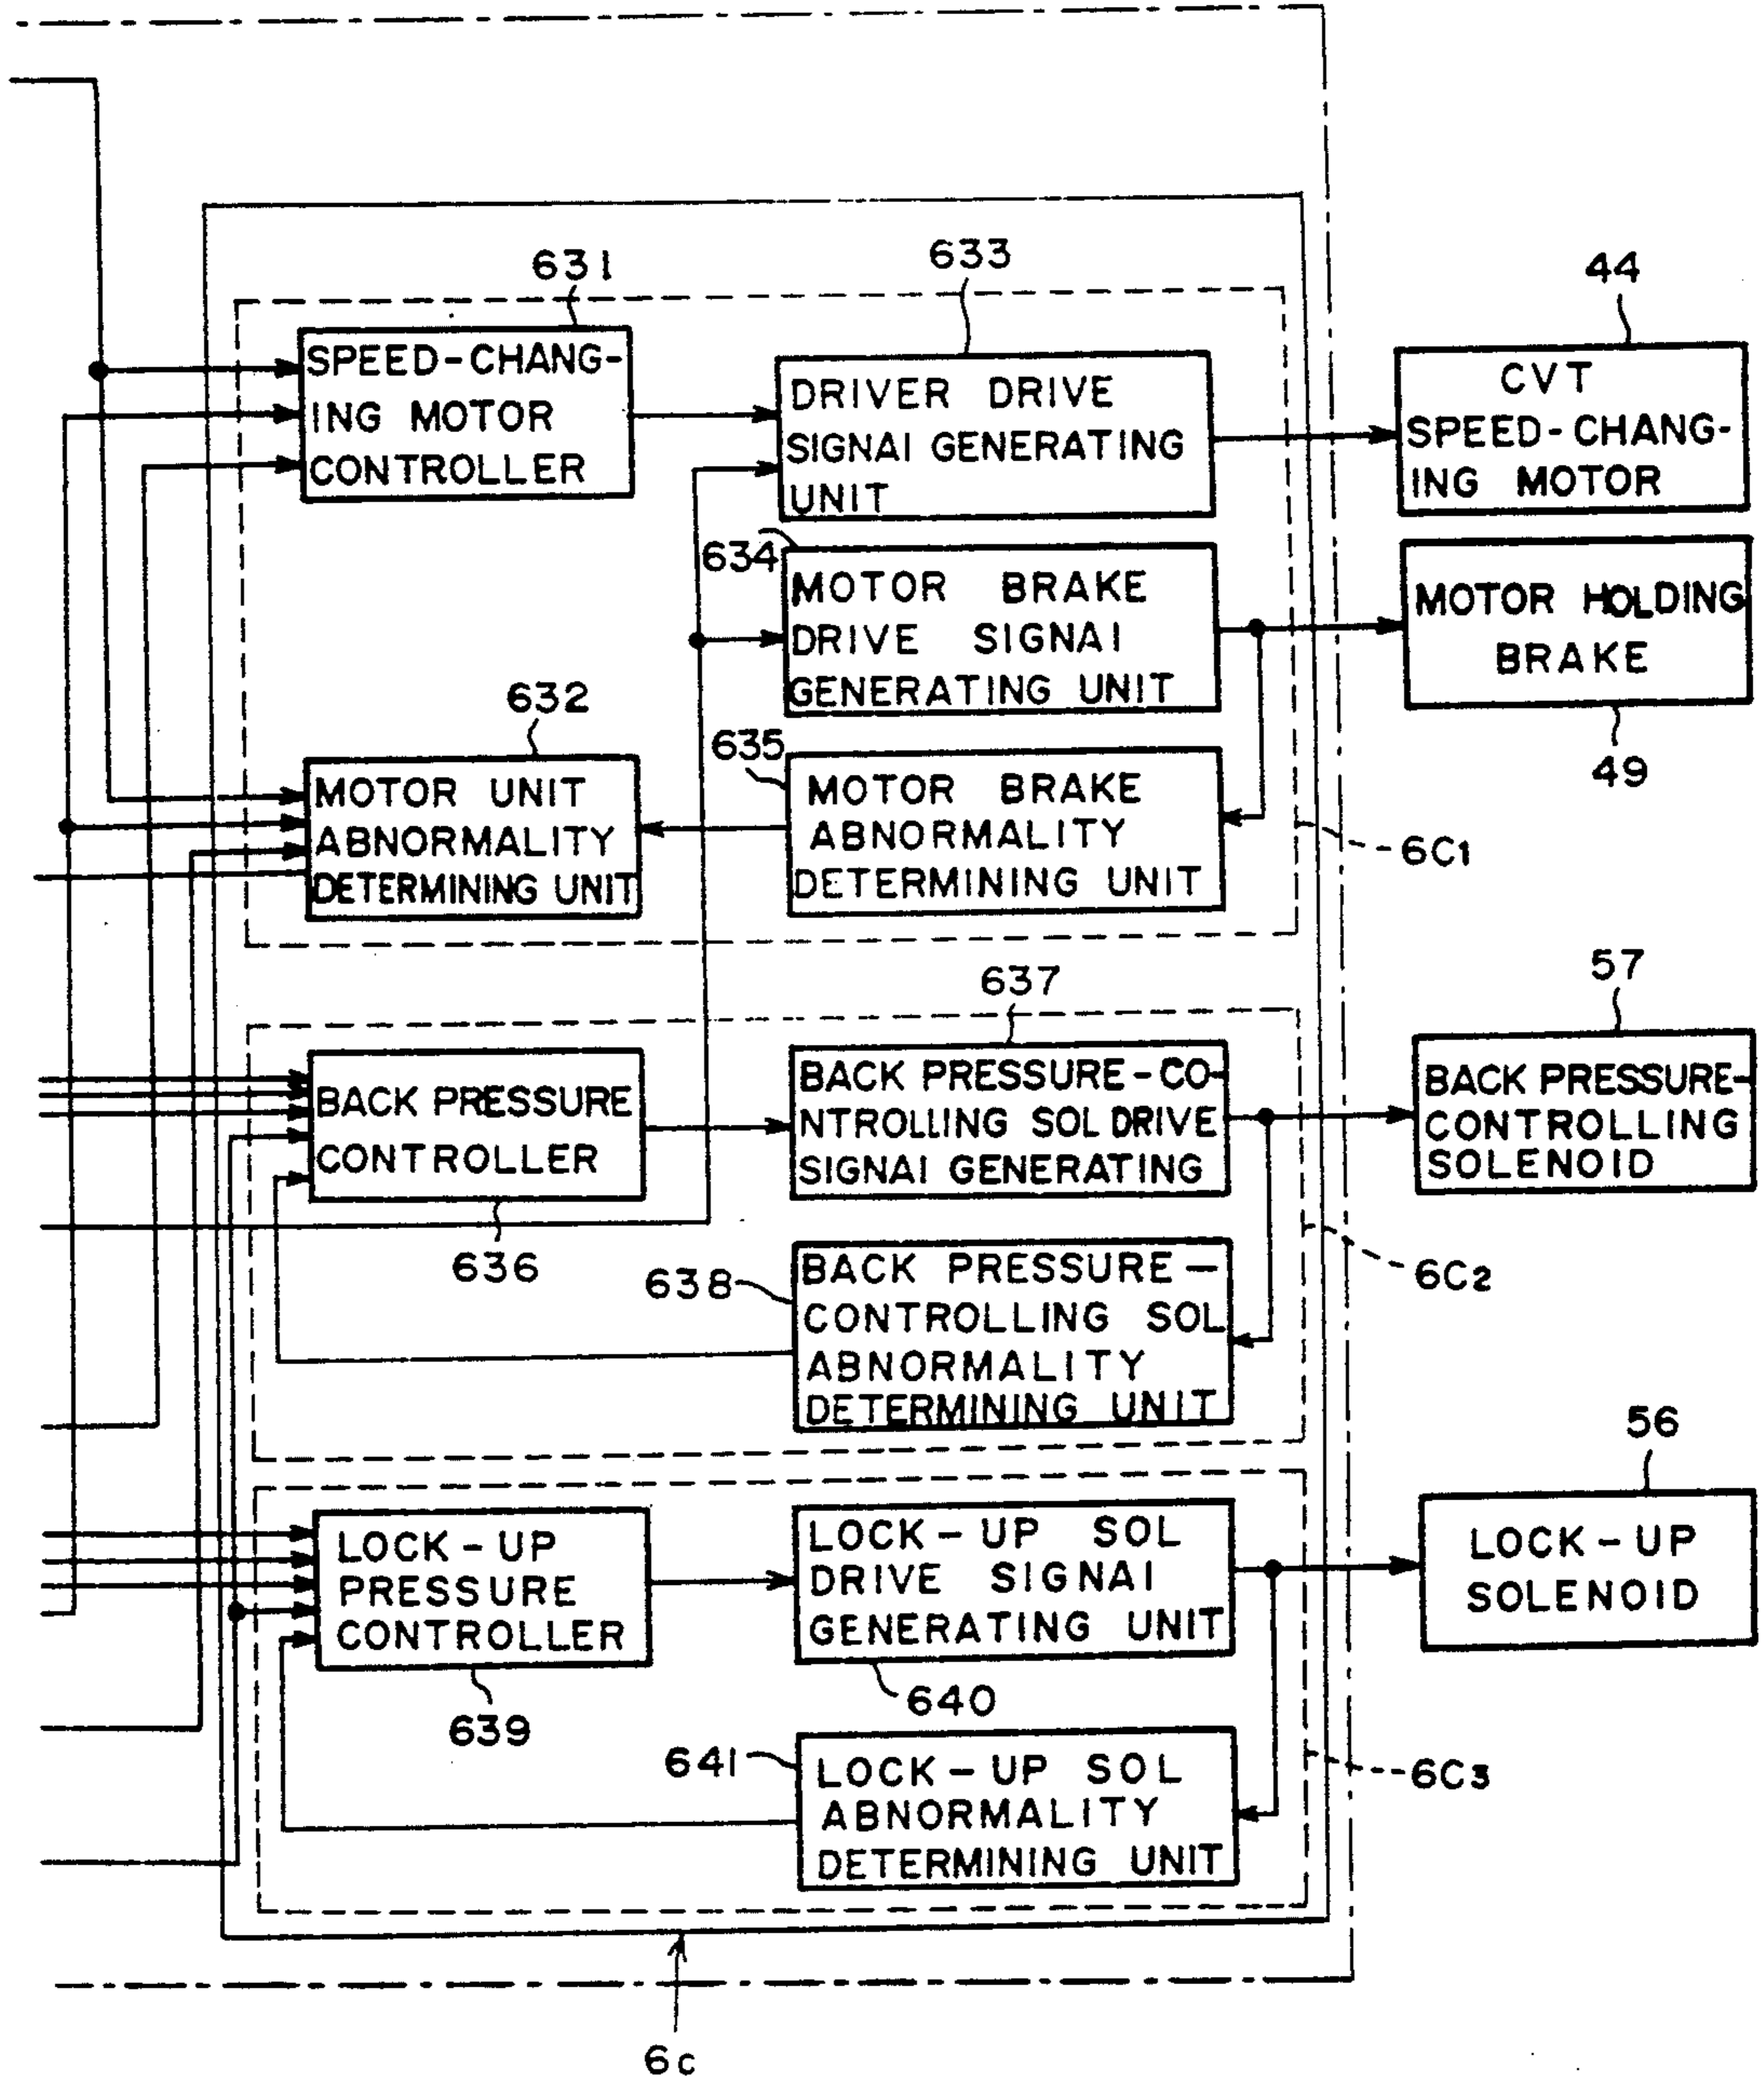 631
633
44
SPEED-CHANG-
ING MOTOR
CONTROLLER
DRIVER DRIVE
SIGNAI GENERATING
UNIT
CVT
SPEED-CHANG-
ING MOTOR
634
MOTOR BRAKE
DRIVE SIGNAI
GENERATING UNIT
MOTOR HOLDING
BRAKE
49
632
635
MOTOR UNIT
ABNORMALITY
DETERMINING UNIT
MOTOR BRAKE
ABNORMALITY
DETERMINING UNIT
6C1
637
57
BACK PRESSURE
CONTROLLER
636
BACK PRESSURE-CO-
NTROLLING SOL DRIVE
SIGNAI GENERATING
BACK PRESSURE-
CONTROLLING
SOLENOID
638
BACK PRESSURE-
CONTROLLING SOL
ABNORMALITY
DETERMINING UNIT
6C2
56
LOCK-UP
PRESSURE
CONTROLLER
639
LOCK-UP SOL
DRIVE SIGNAI
GENERATING UNIT
640
LOCK-UP
SOLENOID
641
LOCK-UP SOL
ABNORMALITY
DETERMINING UNIT
6C3
6c